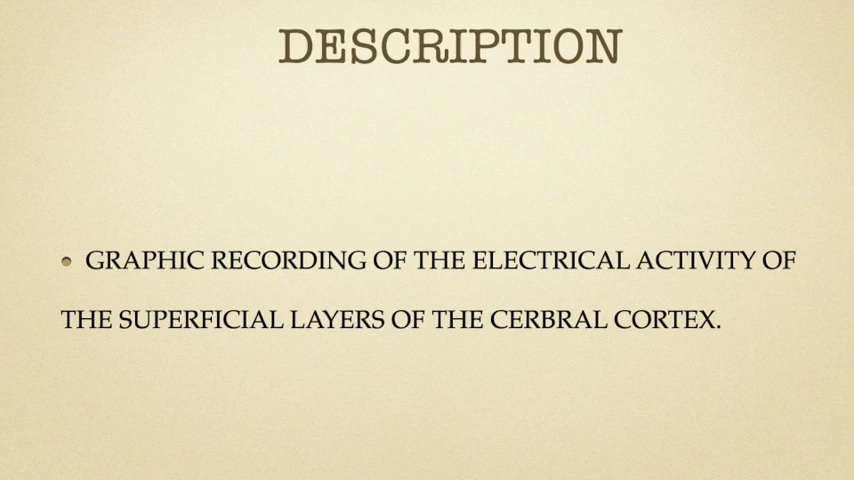 DESCRIPTION
• GRAPHIC RECORDING OF THE ELECTRICAL ACTIVITY OF
THE SUPERFICIAL LAYERS OF THE CERBRAL CORTEX.